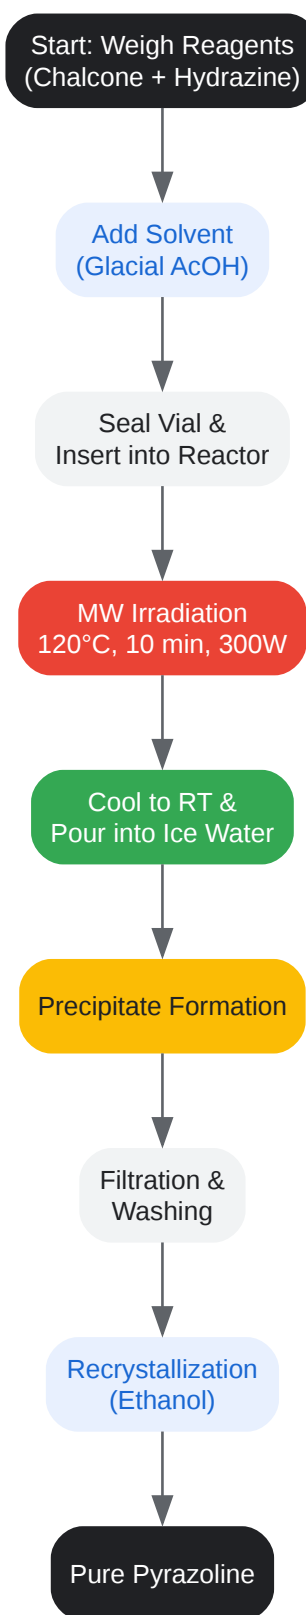 Start: Weigh Reagents
(Chalcone + Hydrazine)
Add Solvent
(Glacial AcOH)
Seal Vial &
Insert into Reactor
MW Irradiation
120°C, 10 min, 300W
Cool to RT &
Pour into Ice Water
Precipitate Formation
Filtration &
Washing
Recrystallization
(Ethanol)
Pure Pyrazoline